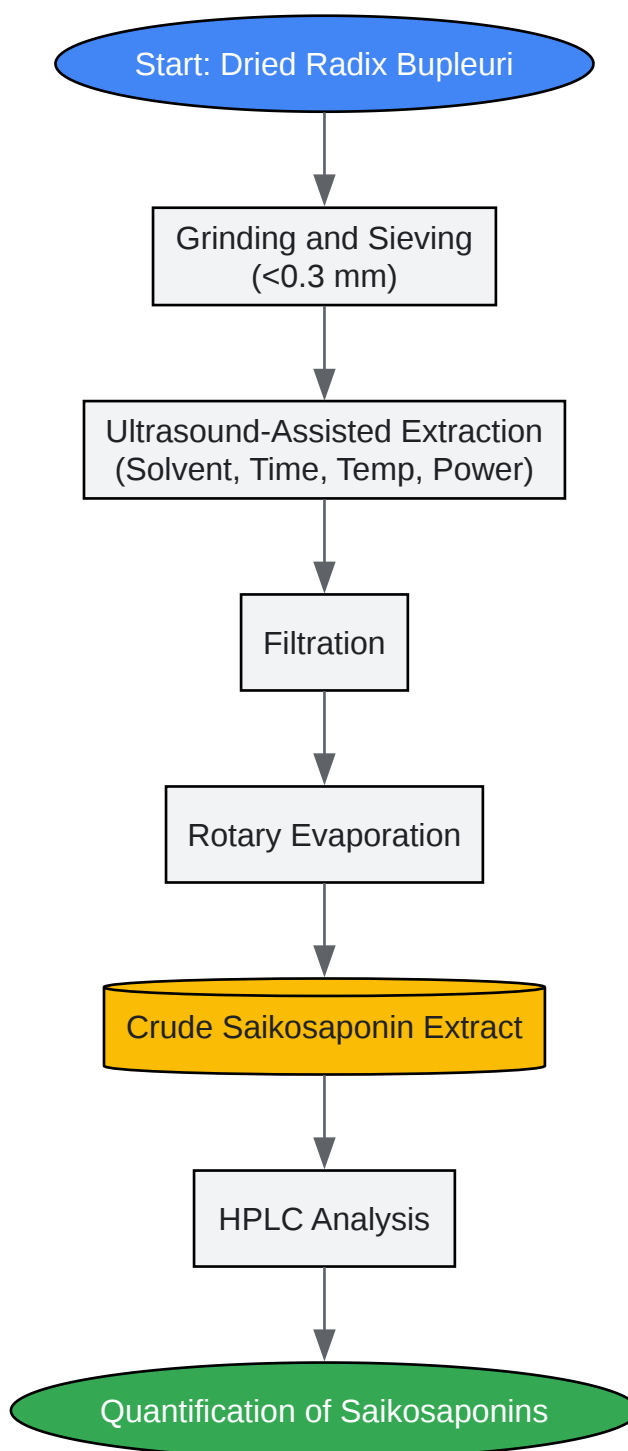 Start: Dried Radix Bupleuri
Grinding and Sieving
(<0.3 mm)
Ultrasound-Assisted Extraction
(Solvent, Time, Temp, Power)
Filtration
Rotary Evaporation
Crude Saikosaponin Extract
HPLC Analysis
Quantification of Saikosaponins